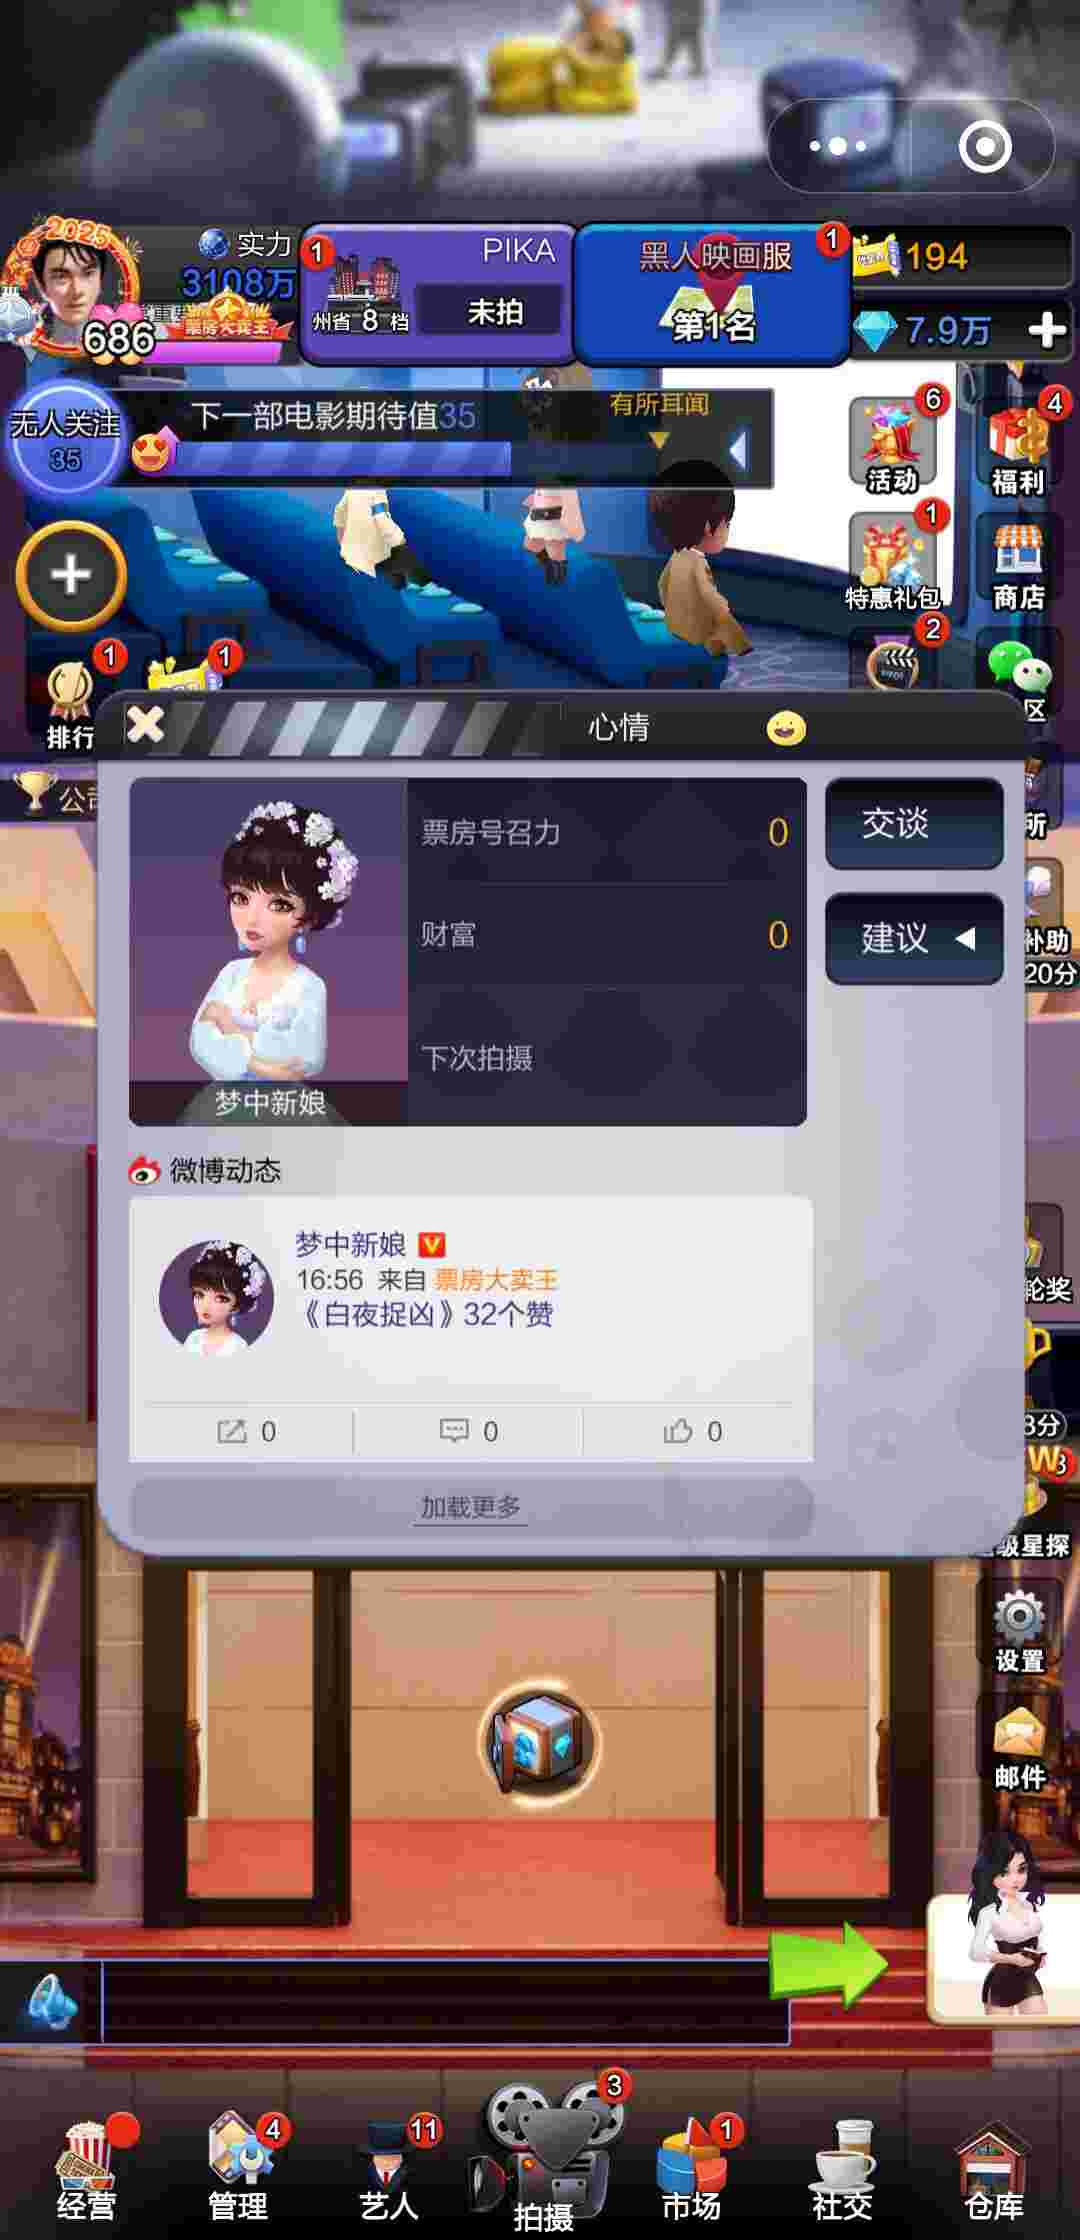 2025
实力
3108万
686
票房大卖王
1
PIKA
州省 8 档
未拍
黑人映画服
1
第1名
194
7.9万
无人关注
35
下一部电影期待值35
有所耳闻
6
活动
4
福利
1
特惠礼包
商店
2
1
1
排行
区
心情
公司
所
票房号召力
0
交谈
财富
0
建议
补助
20分
下次拍摄
梦中新娘
微博动态
梦中新娘
16:56 来自 票房大卖王
《白夜捉凶》32个赞
轮奖
3分
0
0
0
W3
加载更多
级星探
设置
邮件
经营
4
管理
11
艺人
3
拍摄
1
市场
社交
仓库